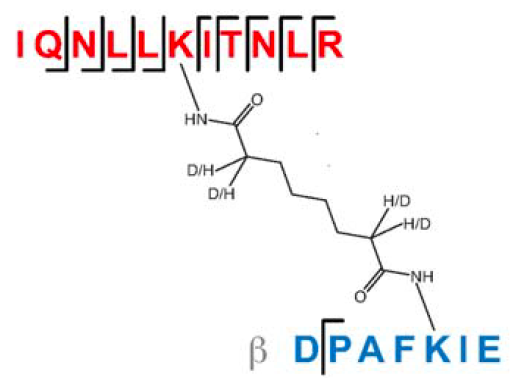 IQNLLKITNLR
HN
O
D/H
D/H
H/D
H/D
O
NH
β DPAFKIE